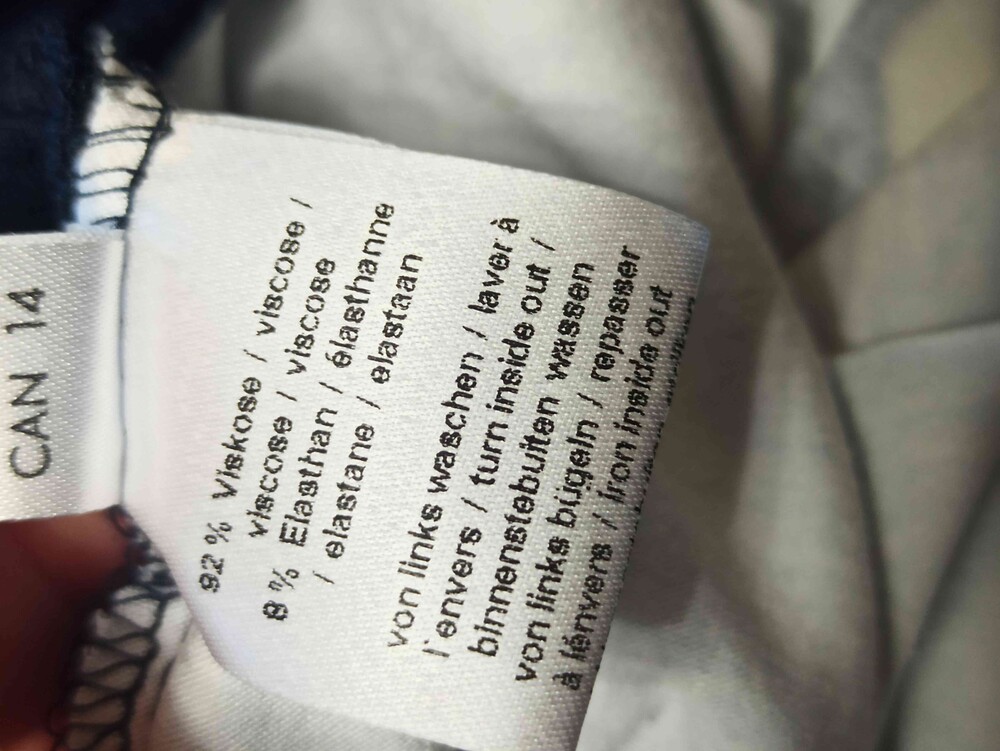 CAN 14
92 % Viskose / viscose /
viscose / viscose
8 % Elasthan / élasthanne
/ elastane / elastaan
von links waschen / laver à
l'envers / turn inside out /
binnenstebuiten wassen
von links bügeln / repasser
à lénvers / iron inside out